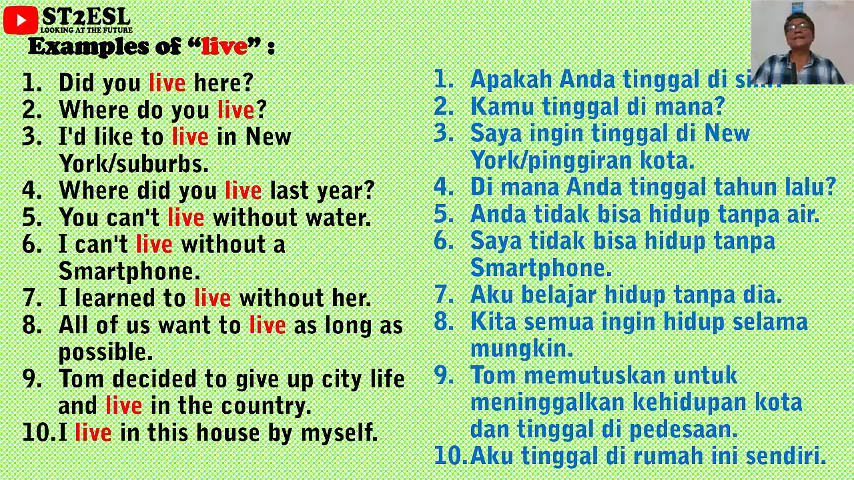 ST2ESL
LOOKING AT THE FUTURE
Examples of “live” :
1. Did you live here?
2. Where do you live?
3. I'd like to live in New
York/suburbs.
4. Where did you live last year?
5. You can't live without water.
6. I can't live without a
Smartphone.
7. I learned to live without her.
8. All of us want to live as long as
possible.
9. Tom decided to give up city life
and live in the country.
10. I live in this house by myself.
1. Apakah Anda tinggal di
2. Kamu tinggal di mana?
3. Saya ingin tinggal di New
York/pinggiran kota.
4. Di mana Anda tinggal tahun lalu?
5. Anda tidak bisa hidup tanpa air.
6. Saya tidak bisa hidup tanpa
Smartphone.
7. Aku belajar hidup tanpa dia.
8. Kita semua ingin hidup selama
mungkin.
9. Tom memutuskan untuk
meninggalkan kehidupan kota
dan tinggal di pedesaan.
10. Aku tinggal di rumah ini sendiri.